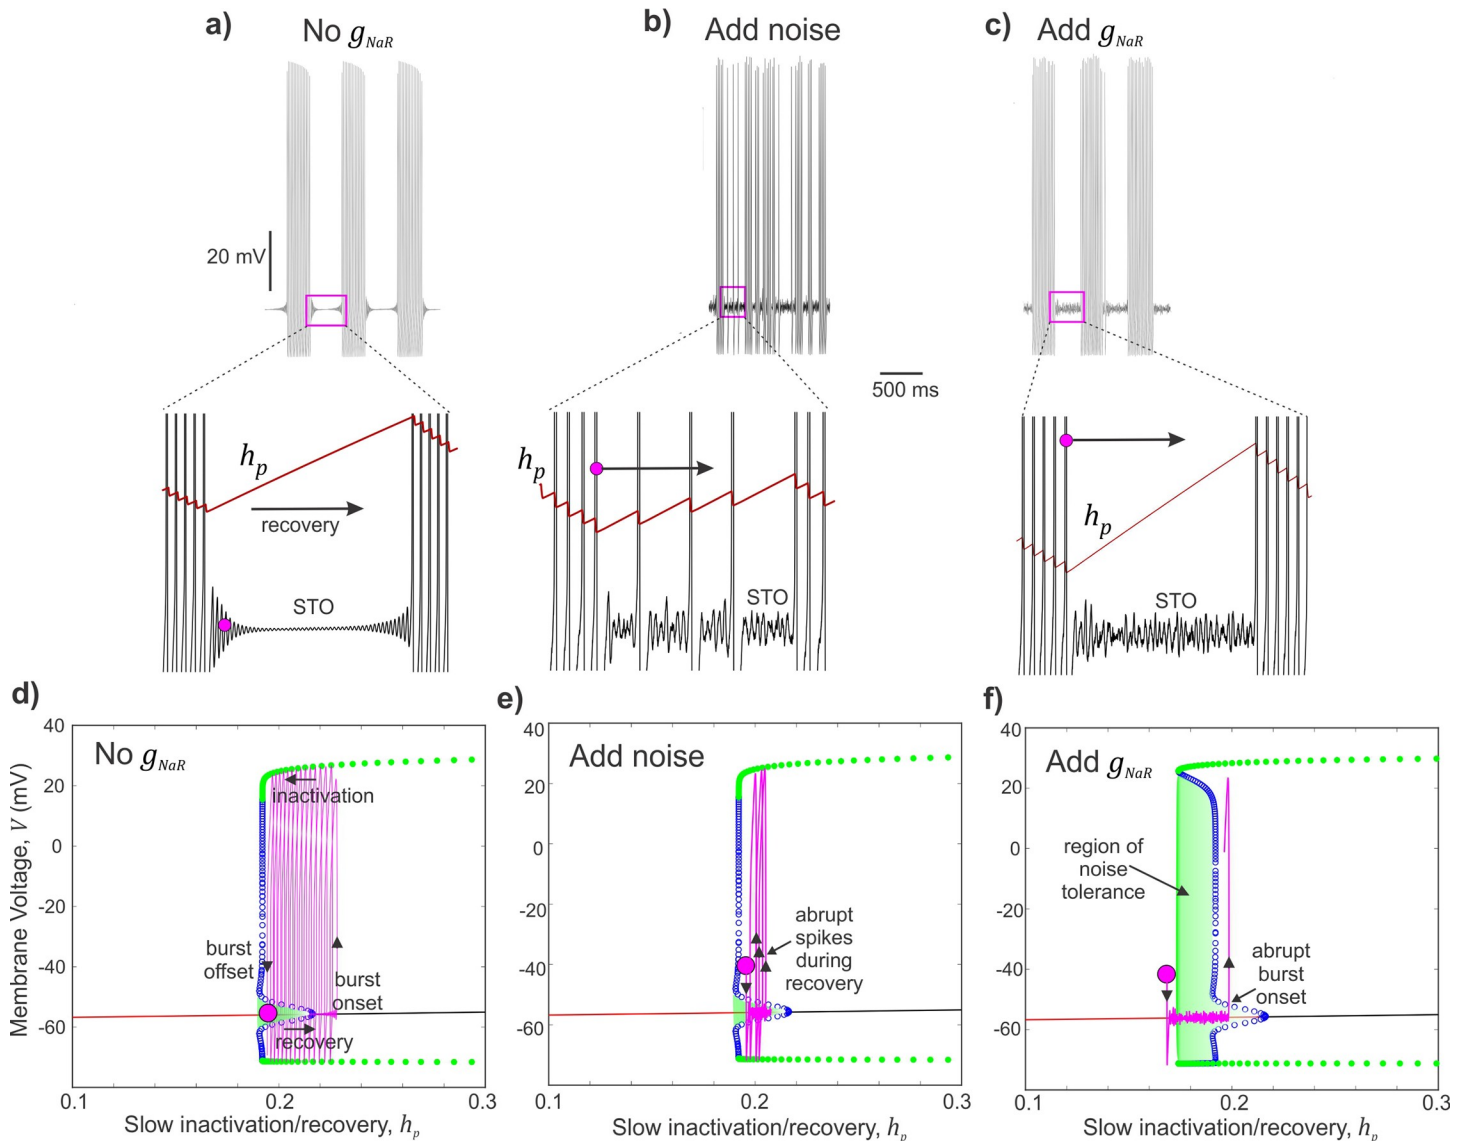 a) No g_NaR
b) Add noise
c) Add g_NaR
20 mV
500 ms
h_p
recovery
STO
h_p
STO
h_p
STO
d)
No g_NaR
40
20
0
-20
-40
-60
Membrane Voltage, V (mV)
inactivation
burst
offset
burst
onset
recovery
0.1
0.2
0.3
Slow inactivation/recovery, h_p
e)
Add noise
40
20
0
-20
-40
-60
abrupt
spikes
during
recovery
0.1
0.2
0.3
Slow inactivation/recovery, h_p
f)
Add g_NaR
40
20
0
-20
-40
-60
region of
noise
tolerance
abrupt
burst
onset
0.1
0.2
0.3
Slow inactivation/recovery, h_p